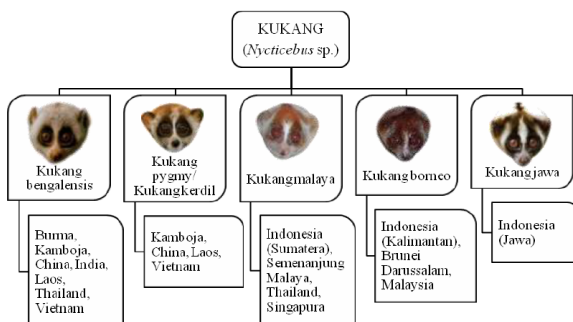 KUKANG
(Nycticebus sp.)
Kukang
bengalensis
Kukang
pygmy/
Kukangkerdil
Kukangmalaya
Kukangborneo
Kukangjawa
Burma,
Kamboja,
China, India,
Laos,
Thailand,
Vietnam
Kamboja,
China, Laos,
Vietnam
Indonesia
(Sumatera),
Semenanjung
Malaya,
Thailand,
Singapura
Indonesia
(Kalimantan),
Brunei
Darussalam,
Malaysia
Indonesia
(Jawa)